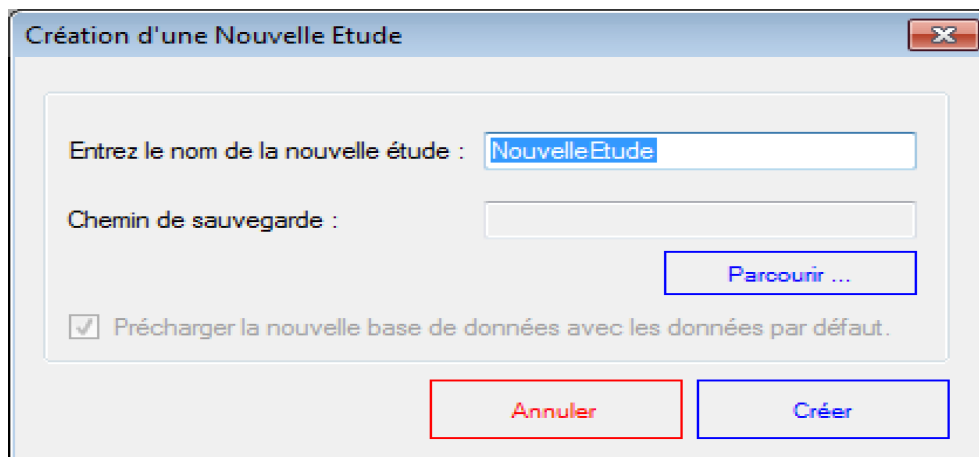 Création d'une Nouvelle Etude
Entrez le nom de la nouvelle étude : NouvelleEtude
Chemin de sauvegarde :
Parcourir ...
Précharger la nouvelle base de données avec les données par défaut.
Annuler Créer